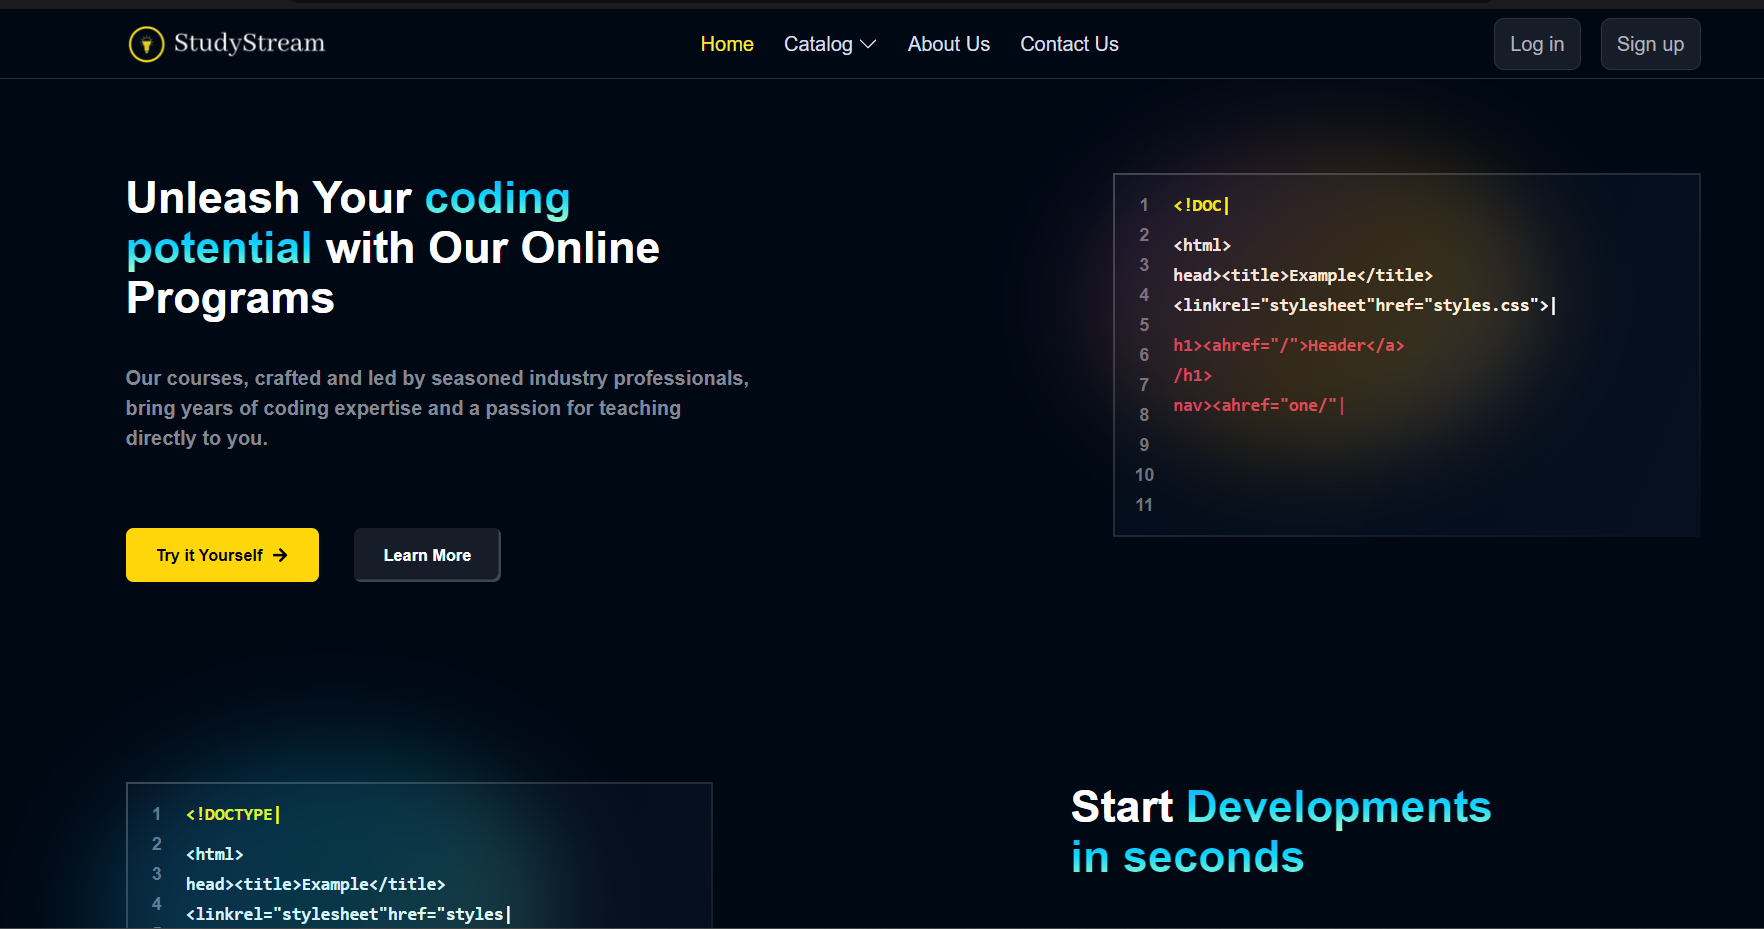 StudyStream
Home Catalog About Us Contact Us
Log in Sign up
Unleash Your coding
potential with Our Online
Programs
Our courses, crafted and led by seasoned industry professionals,
bring years of coding expertise and a passion for teaching
directly to you.
Try it Yourself
Learn More
1 <!DOC|
2 <html>
3 head><title>Example</title>
4 <linkrel="stylesheet"href="styles.css">|
5 h1><ahref="/">Header</a>
6 /h1>
7 nav><ahref="one/"|
8
9
10
11
1 <!DOCTYPE|
2 <html>
3 head><title>Example</title>
4 <linkrel="stylesheet"href="styles|
Start Developments
in seconds